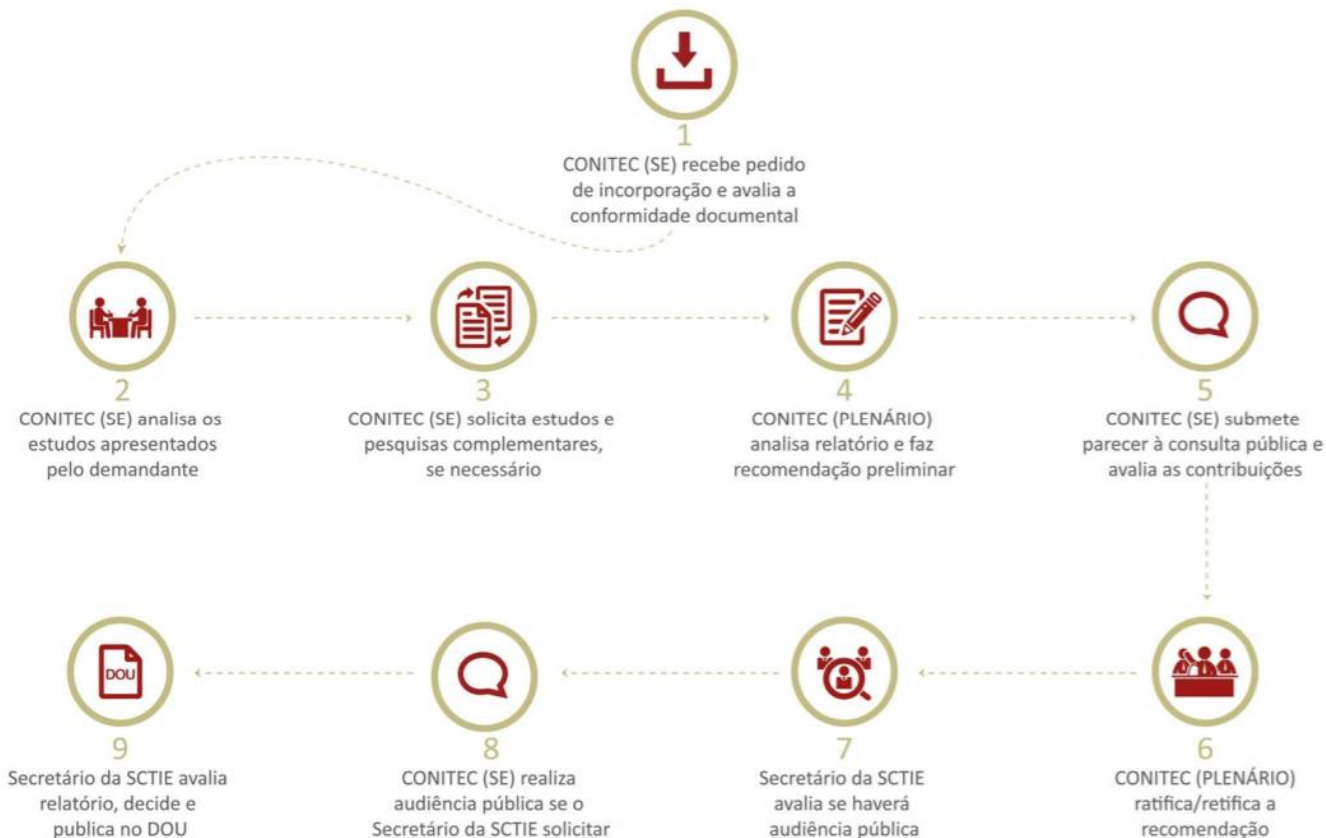 1
CONITEC (SE) recebe pedido
de incorporação e avalia a
conformidade documental
2
CONITEC (SE) analisa os
estudos apresentados
pelo demandante
3
CONITEC (SE) solicita estudos e
pesquisas complementares,
se necessário
4
CONITEC (PLENÁRIO)
analisa relatório e faz
recomendação preliminar
5
CONITEC (SE) submete
parecer à consulta pública e
avalia as contribuições
6
CONITEC (PLENÁRIO)
ratifica/retifica a
recomendação
7
Secretário da SCTIE
avalia se haverá
audiência pública
8
CONITEC (SE) realiza
audiência pública se o
Secretário da SCTIE solicitar
DOU
9
Secretário da SCTIE avalia
relatório, decide e
publica no DOU